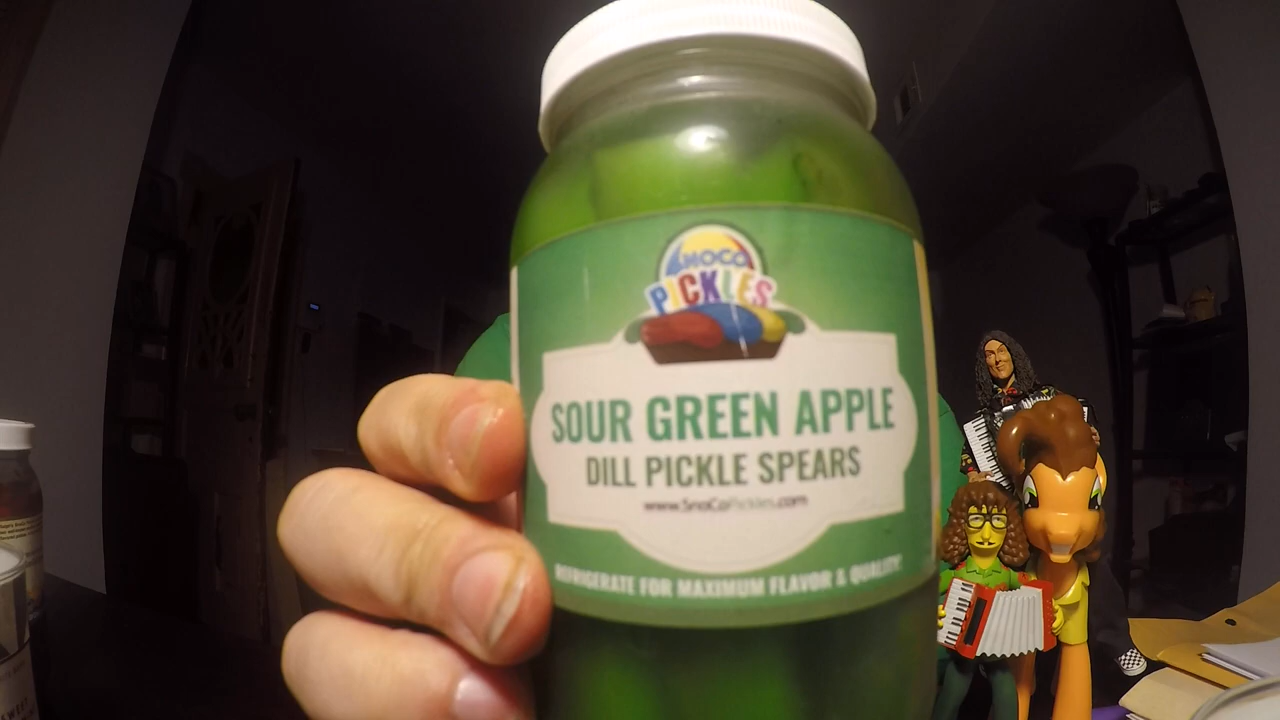 SNOCO
PICKLES
SOUR GREEN APPLE
DILL PICKLE SPEARS
www.SnoCoPickles.com
REFRIGERATE FOR MAXIMUM FLAVOR & QUALITY!